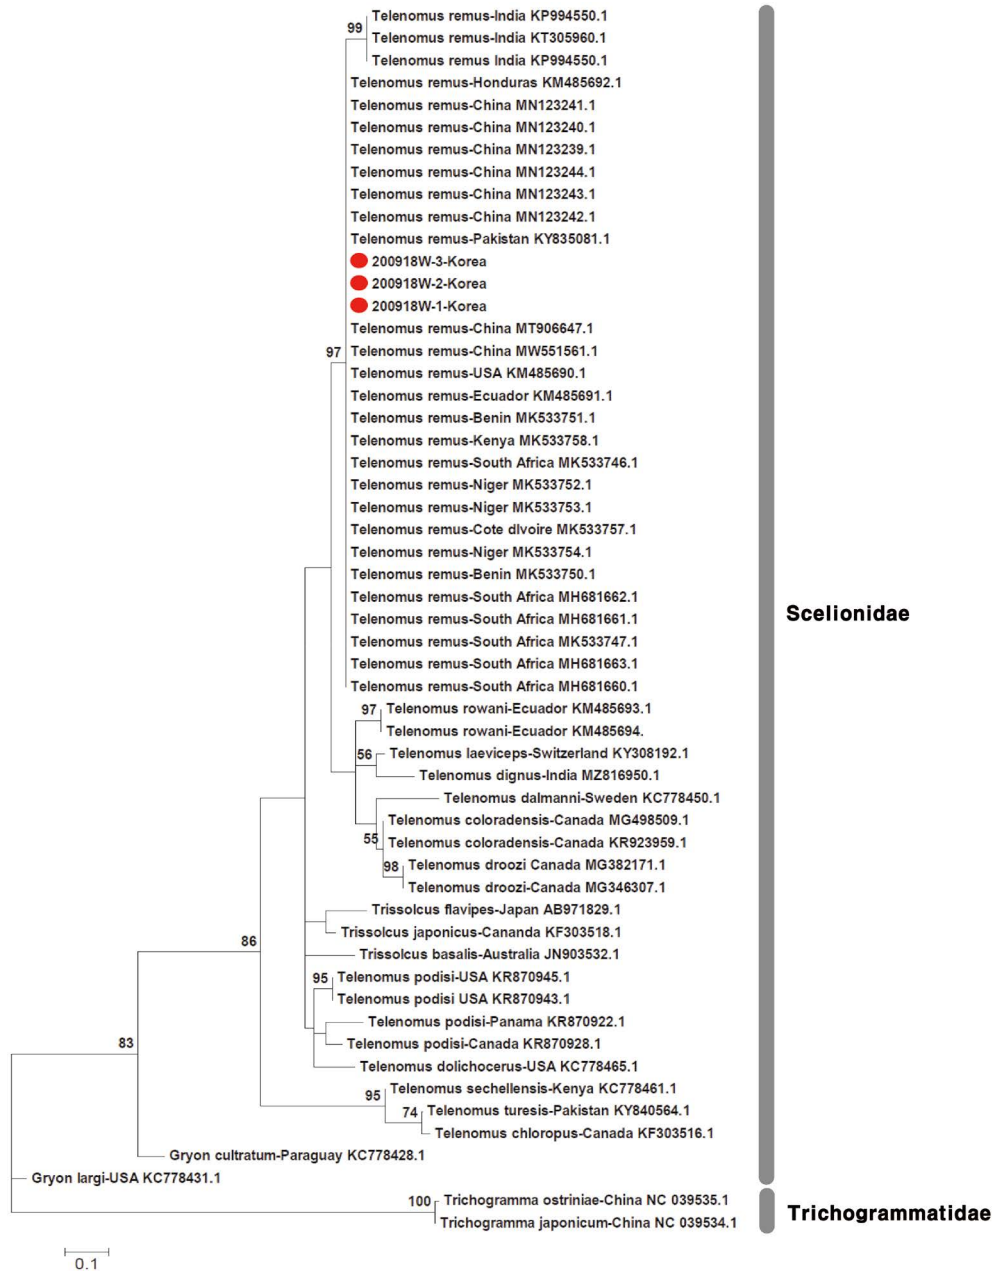 99
Telenomus remus-India KP994550.1
Telenomus remus-India KT305960.1
Telenomus remus India KP994550.1
Telenomus remus-Honduras KM485692.1
Telenomus remus-China MN123241.1
Telenomus remus-China MN123240.1
Telenomus remus-China MN123239.1
Telenomus remus-China MN123244.1
Telenomus remus-China MN123243.1
Telenomus remus-China MN123242.1
Telenomus remus-Pakistan KY835081.1
200918W-3-Korea
200918W-2-Korea
200918W-1-Korea
Telenomus remus-China MT906647.1
97
Telenomus remus-China MW551561.1
Telenomus remus-USA KM485690.1
Telenomus remus-Ecuador KM485691.1
Telenomus remus-Benin MK533751.1
Telenomus remus-Kenya MK533758.1
Telenomus remus-South Africa MK533746.1
Telenomus remus-Niger MK533752.1
Telenomus remus-Niger MK533753.1
Telenomus remus-Cote dIvoire MK533757.1
Telenomus remus-Niger MK533754.1
Telenomus remus-Benin MK533750.1
Telenomus remus-South Africa MH681662.1
Telenomus remus-South Africa MH681661.1
Telenomus remus-South Africa MK533747.1
Telenomus remus-South Africa MH681663.1
Telenomus remus-South Africa MH681660.1
97
Telenomus rowani-Ecuador KM485693.1
Telenomus rowani-Ecuador KM485694.
56
Telenomus laeviceps-Switzerland KY308192.1
Telenomus dignus-India MZ816950.1
Telenomus dalmanni-Sweden KC778450.1
Telenomus coloradensis-Canada MG498509.1
55
Telenomus coloradensis-Canada KR923959.1
98
Telenomus droozi Canada MG382171.1
Telenomus droozi-Canada MG346307.1
Trissolcus flavipes-Japan AB971829.1
Trissolcus japonicus-Cananda KF303518.1
86
Trissolcus basalis-Australia JN903532.1
95
Telenomus podisi-USA KR870945.1
Telenomus podisi USA KR870943.1
Telenomus podisi-Panama KR870922.1
83
Telenomus podisi-Canada KR870928.1
Telenomus dolichocerus-USA KC778465.1
95
Telenomus sechellensis-Kenya KC778461.1
74
Telenomus turesis-Pakistan KY840564.1
Telenomus chloropus-Canada KF303516.1
Gryon cultratum-Paraguay KC778428.1
Gryon largi-USA KC778431.1
100
Trichogramma ostriniae-China NC 039535.1
Trichogramma japonicum-China NC 039534.1
0.1
Scelionidae
Trichogrammatidae